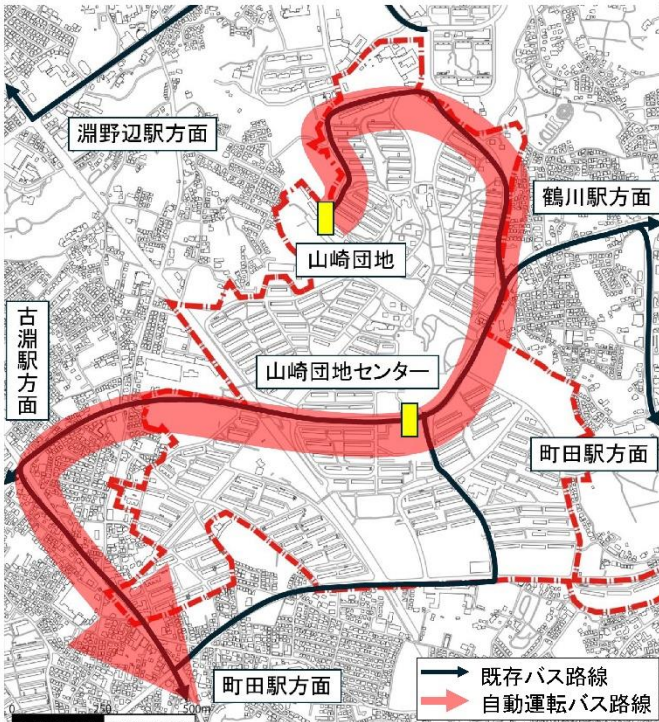 淵野辺駅方面
鶴川駅方面
山崎団地
古淵駅方面
山崎団地センター
町田駅方面
町田駅方面
既存バス路線
自動運転バス路線
0 250 500m